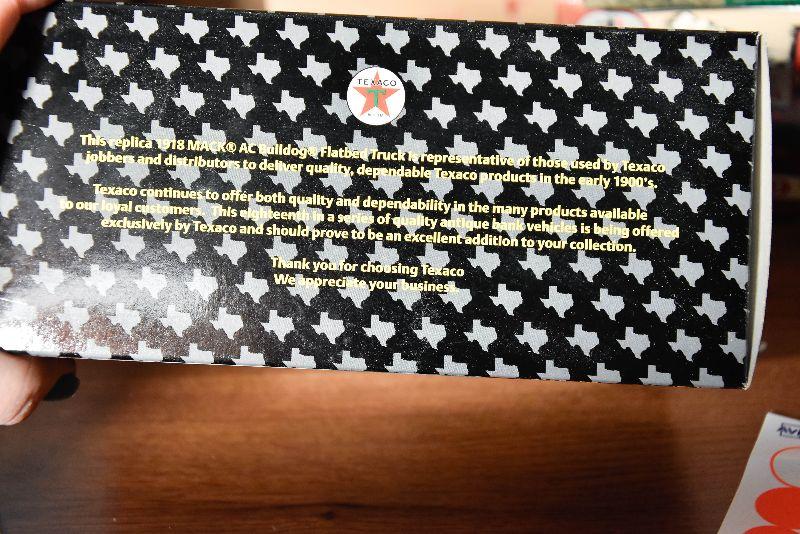 TEXACO
T
This replica 1918 MACK® AC Bulldog® Flatbed Truck is representative of those used by Texaco
jobbers and distributors to deliver quality, dependable Texaco products in the early 1900's.
Texaco continues to offer both quality and dependability in the many products available
to our loyal customers. This eighteenth in a series of quality antique bank vehicles is being offered
exclusively by Texaco and should prove to be an excellent addition to your collection.
Thank you for choosing Texaco
We appreciate your business.